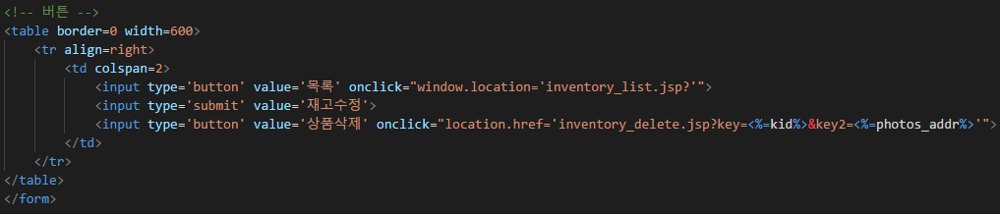 <!-- 버튼 -->
<table border=0 width=600>
<tr align=right>
<td colspan=2>
<input type='button' value='목록' onclick="window.location='inventory_list.jsp?'">
<input type='submit' value='재고수정'>
<input type='button' value='상품삭제' onclick="location.href='inventory_delete.jsp?key=<%=kid%>&key2=<%=photos_addr%>'">
</td>
</tr>
</table>
</form>